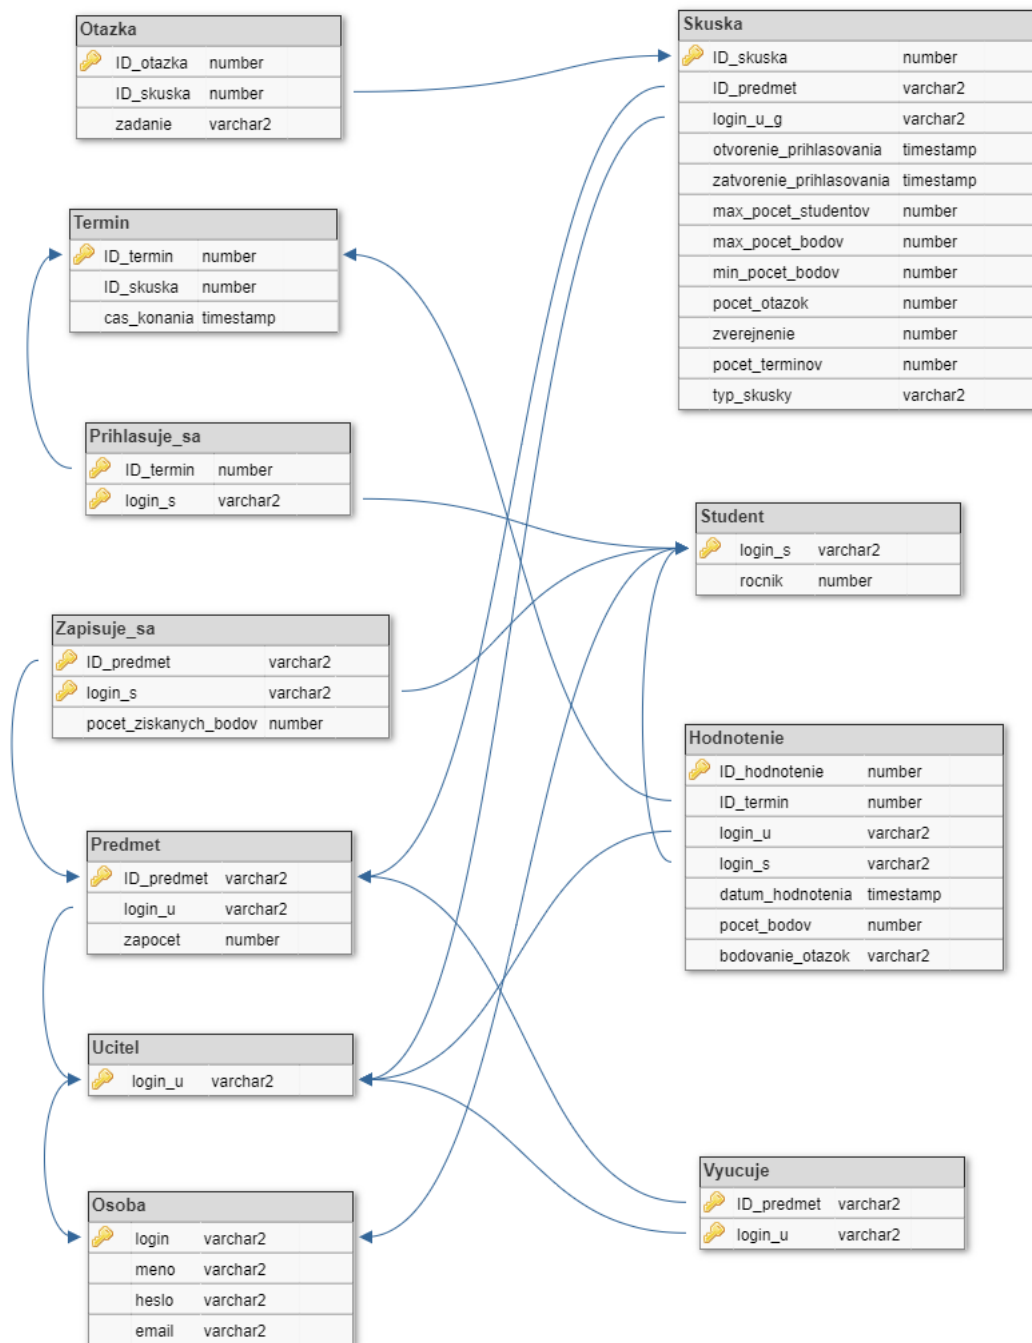 Otazka
ID_otazka number
ID_skuska number
zadanie varchar2
Skuska
ID_skuska number
ID_predmet varchar2
login_u_g varchar2
otvorenie_prihlasovania timestamp
zatvorenie_prihlasovania timestamp
max_pocet_studentov number
max_pocet_bodov number
min_pocet_bodov number
pocet_otazok number
zverejnenie number
pocet_terminov number
typ_skusky varchar2
Termin
ID_termin number
ID_skuska number
cas_konania timestamp
Prihlasuje_sa
ID_termin number
login_s varchar2
Student
login_s varchar2
rocnik number
Zapisuje_sa
ID_predmet varchar2
login_s varchar2
pocet_ziskanych_bodov number
Hodnotenie
ID_hodnotenie number
ID_termin number
login_u varchar2
login_s varchar2
datum_hodnotenia timestamp
pocet_bodov number
bodovanie_otazok varchar2
Predmet
ID_predmet varchar2
login_u varchar2
zapocet number
Ucitel
login_u varchar2
Vyucuje
ID_predmet varchar2
login_u varchar2
Osoba
login varchar2
meno varchar2
heslo varchar2
email varchar2